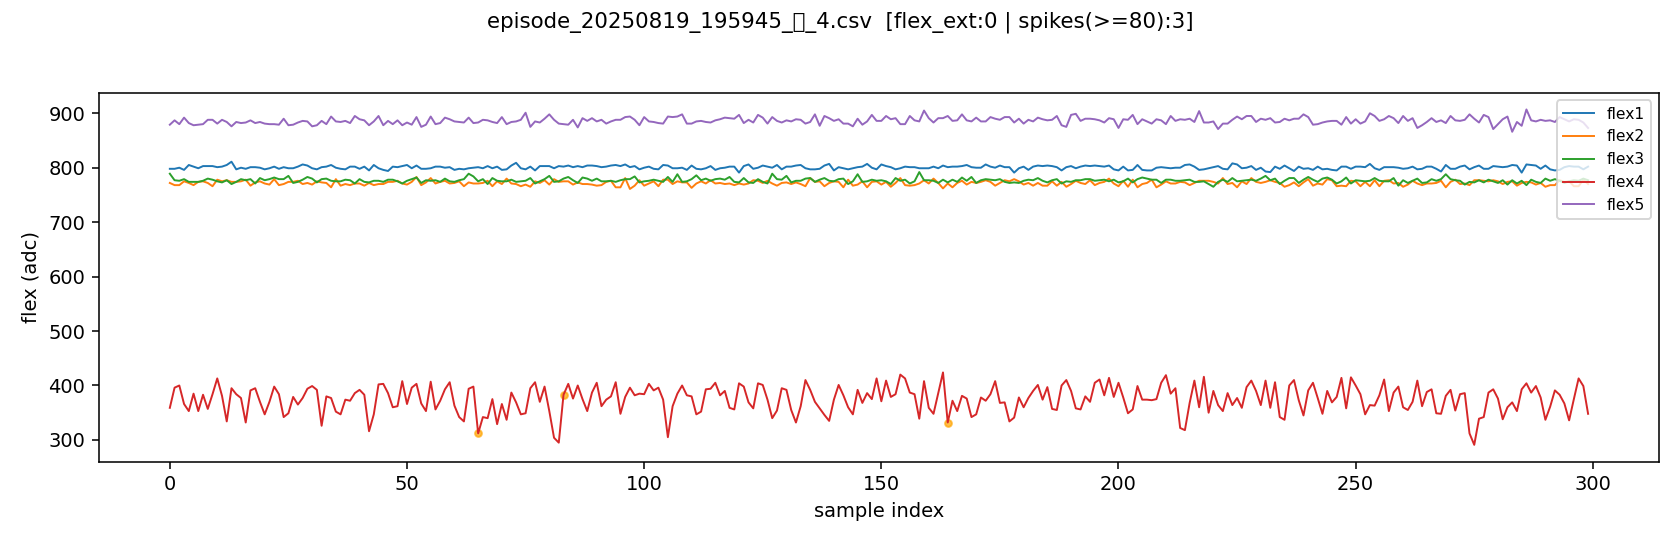 episode_20250819_195945_▯_4.csv  [flex_ext:0 | spikes(>=80):3]
flex (adc)
900
800
700
600
500
400
300
0
50
100
150
200
250
300
sample index
flex1
flex2
flex3
flex4
flex5